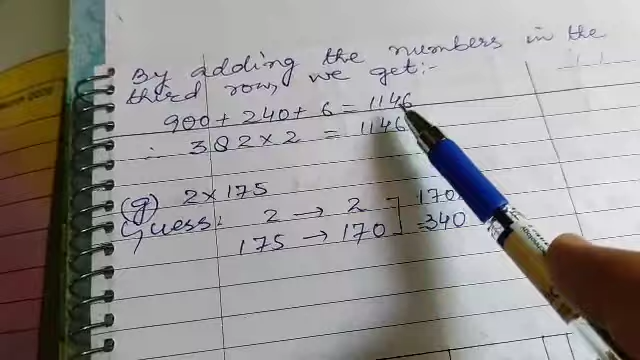 By adding the numbers in the
third row, we get:-
900 + 240 + 6 = 1146
∴ 382 × 2 = 1146
(g) 2 × 175
Guess: 2 → 2 ] 170
175 → 170 ] =340